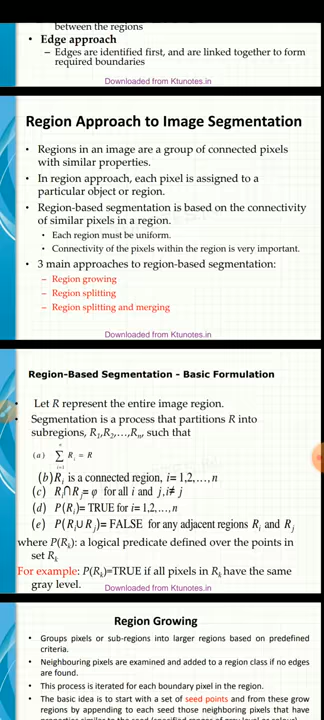 between the regions
• Edge approach
– Edges are identified first, and are linked together to form
required boundaries
Downloaded from Ktunotes.in
Region Approach to Image Segmentation
• Regions in an image are a group of connected pixels
with similar properties.
• In region approach, each pixel is assigned to a
particular object or region.
• Region-based segmentation is based on the connectivity
of similar pixels in a region.
• Each region must be uniform.
• Connectivity of the pixels within the region is very important.
• 3 main approaches to region-based segmentation:
– Region growing
– Region splitting
– Region splitting and merging
Downloaded from Ktunotes.in
Region-Based Segmentation - Basic Formulation
• Let R represent the entire image region.
• Segmentation is a process that partitions R into
subregions, R1,R2,…,Rn, such that
(a) ∑ⁿᵢ₌₁ Rᵢ = R
(b) Ri is a connected region, i= 1,2,…, n
(c) Ri∩Rj= φ for all i and j,i≠ j
(d) P(Ri)= TRUE for i= 1,2,…, n
(e) P(Ri∪Rj)= FALSE for any adjacent regions Ri and Rj
where P(Rk): a logical predicate defined over the points in
set Rk
For example: P(Rk)=TRUE if all pixels in Rk have the same
gray level.
Downloaded from Ktunotes.in
Region Growing
• Groups pixels or sub-regions into larger regions based on predefined
criteria.
• Neighbouring pixels are examined and added to a region class if no edges
are found.
• This process is iterated for each boundary pixel in the region.
• The basic idea is to start with a set of seed points and from these grow
regions by appending to each seed those neighboring pixels that have